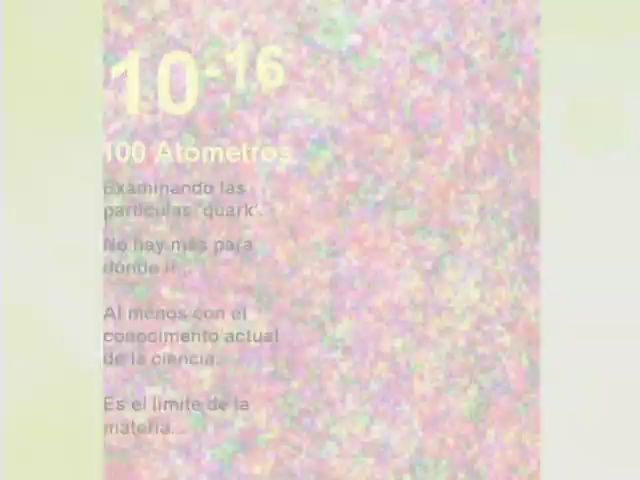 10-16
100 Atómetros
Examinando las
partículas 'quark'.
No hay más para
donde ir...
Al menos con el
conocimento actual
de la ciencia.
Es el límite de la
materia...